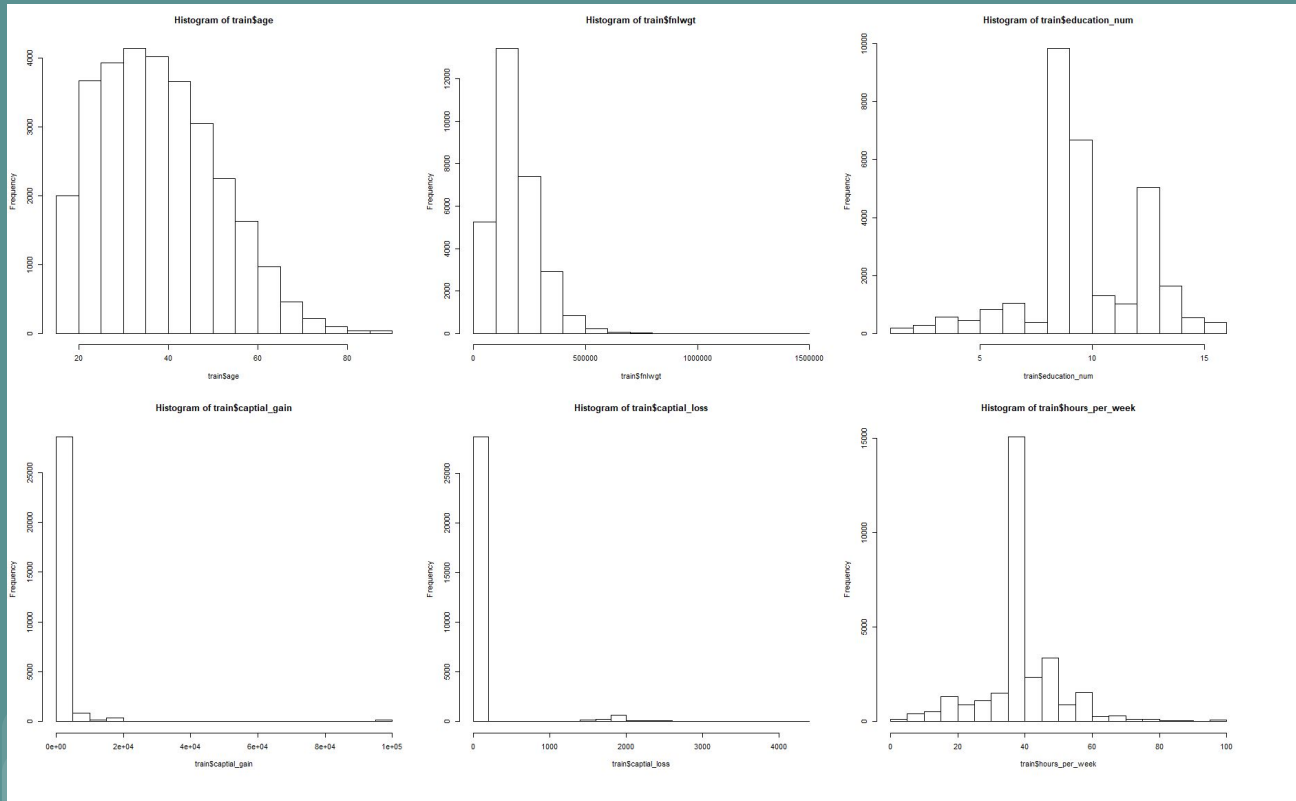 Histogram of train$age
Frequency
0
1000
2000
3000
4000
20
40
60
80
train$age
Histogram of train$fnlwgt
Frequency
0
2000
4000
6000
8000
10000
12000
0
500000
1000000
1500000
train$fnlwgt
Histogram of train$education_num
Frequency
0
2000
4000
6000
8000
10000
5
10
15
train$education_num
Histogram of train$captial_gain
Frequency
0
5000
10000
15000
20000
25000
0e+00
2e+04
4e+04
6e+04
8e+04
1e+05
train$captial_gain
Histogram of train$captial_loss
Frequency
0
5000
10000
15000
20000
25000
0
1000
2000
3000
4000
train$captial_loss
Histogram of train$hours_per_week
Frequency
0
5000
10000
15000
0
20
40
60
80
100
train$hours_per_week